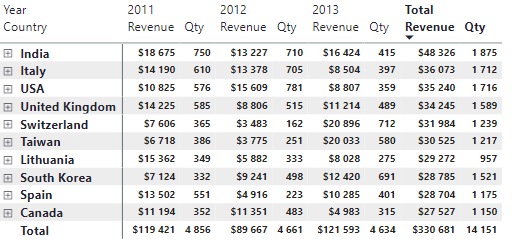 Year 2011 2012 2013 Total
Country Revenue Qty Revenue Qty Revenue Qty Revenue Qty
India $18 675 750 $13 227 710 $16 424 415 $48 326 1 875
Italy $14 190 610 $13 378 705 $8 504 397 $36 073 1 712
USA $10 825 576 $15 609 781 $8 807 359 $35 240 1 716
United Kingdom $14 225 585 $8 806 515 $11 214 489 $34 245 1 589
Switzerland $7 606 365 $3 483 162 $20 896 712 $31 984 1 239
Taiwan $6 718 386 $3 775 251 $20 033 580 $30 525 1 217
Lithuania $15 362 349 $5 882 333 $8 028 275 $29 272 957
South Korea $7 124 332 $9 241 498 $12 420 691 $28 785 1 521
Spain $13 502 551 $4 916 223 $10 285 401 $28 704 1 175
Canada $11 194 352 $11 351 483 $4 983 315 $27 527 1 150
Total $119 421 4 856 $89 667 4 661 $121 593 4 634 $330 681 14 151